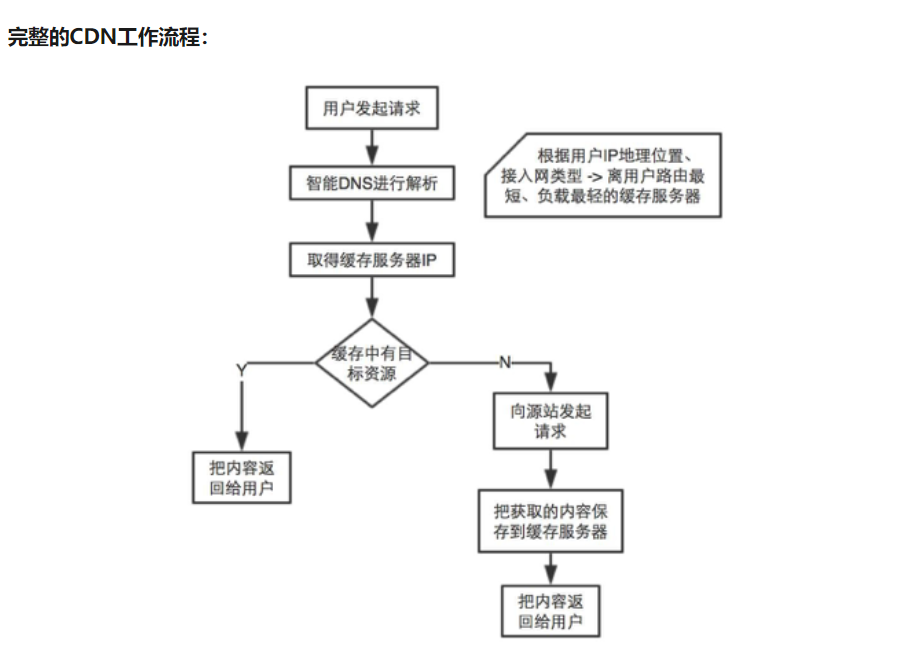 完整的CDN工作流程：
用户发起请求
智能DNS进行解析
根据用户IP地理位置、
接入网类型 -> 离用户路由最
短、负载最轻的缓存服务器
取得缓存服务器IP
缓存中有目
标资源
Y
N
向源站发起
请求
把内容返
回给用户
把获取的内容保
存到缓存服务器
把内容返
回给用户